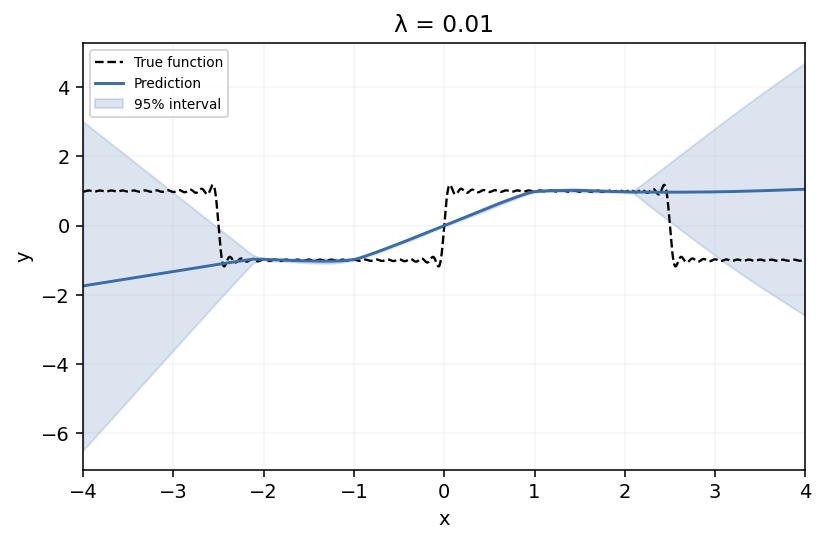 λ = 0.01
True function
Prediction
95% interval
y
4
2
0
−2
−4
−6
−4 −3 −2 −1 0 1 2 3 4
x